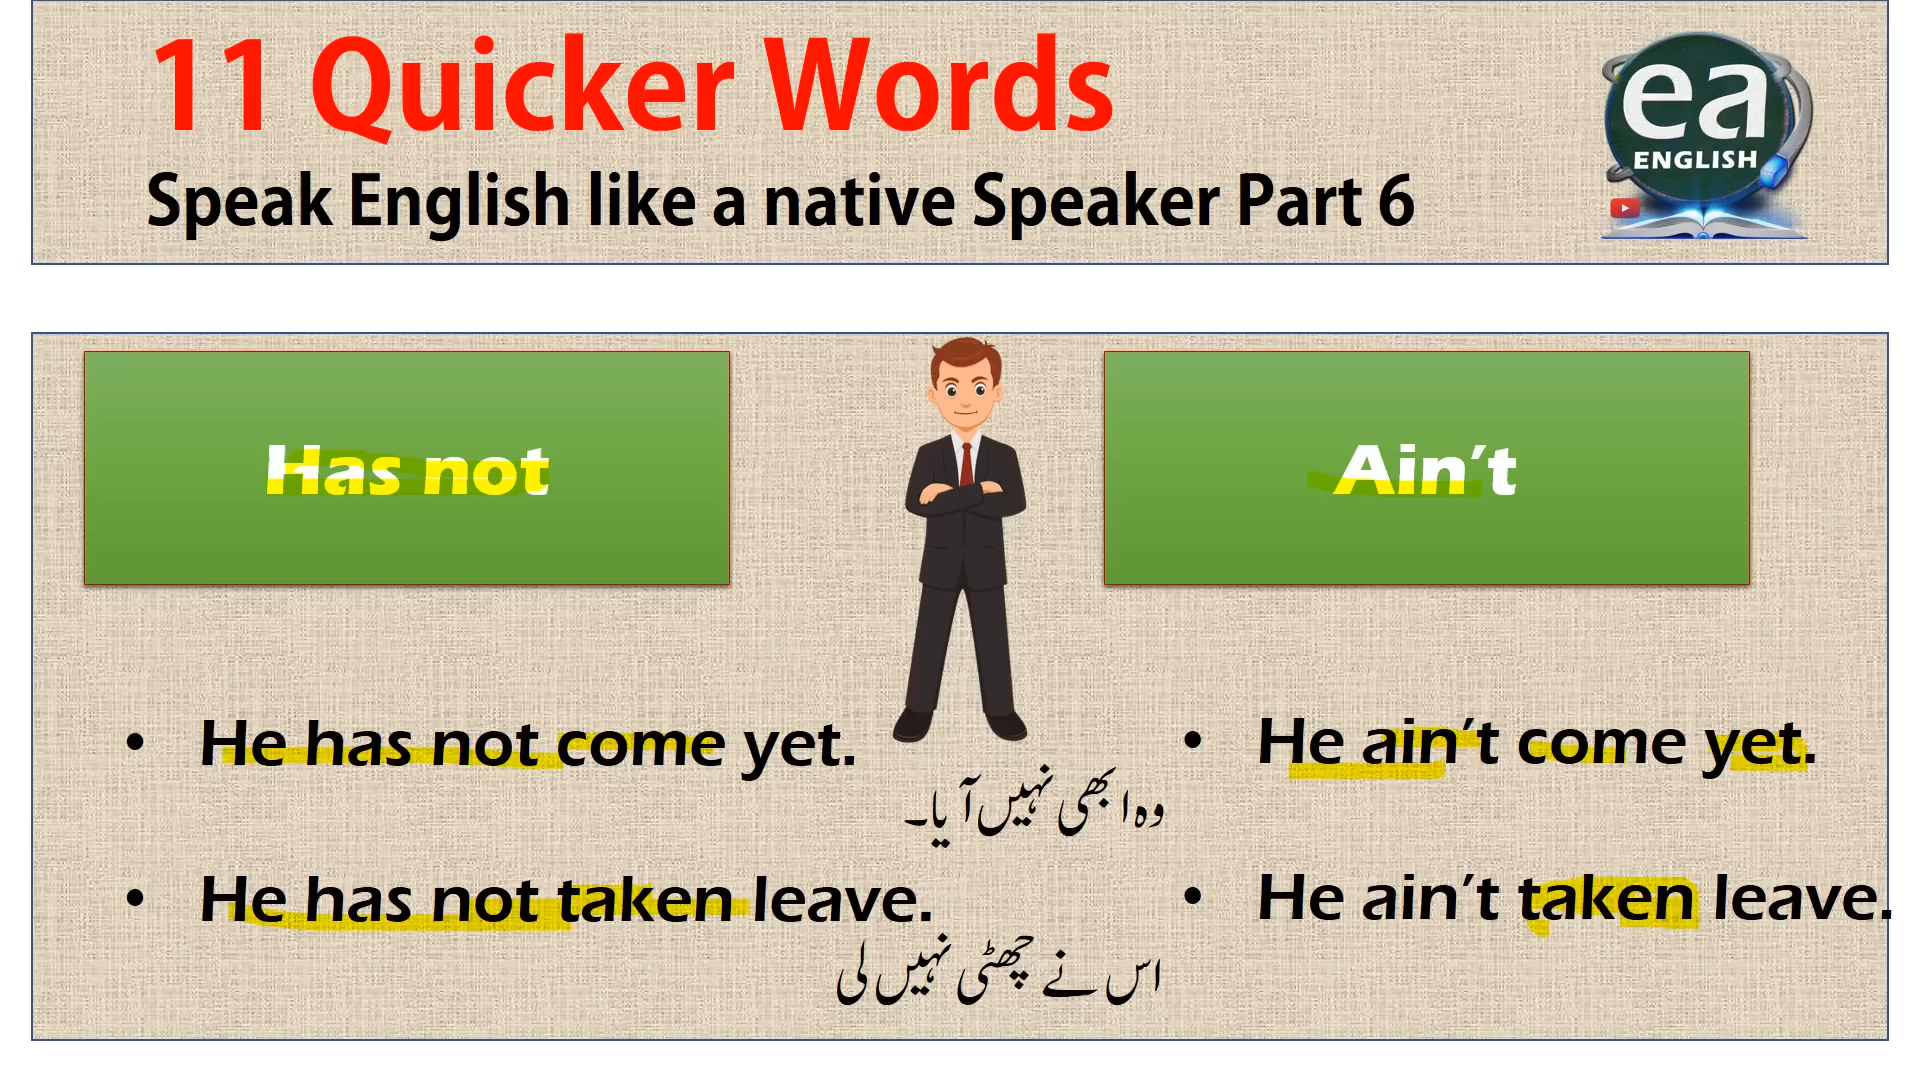 11 Quicker Words
Speak English like a native Speaker Part 6
ea
ENGLISH
Has not
Ain’t
He has not come yet.
He ain’t come yet.
وہ ابھی نہیں آیا۔
He has not taken leave.
He ain’t taken leave.
اس نے چھٹی نہیں لی